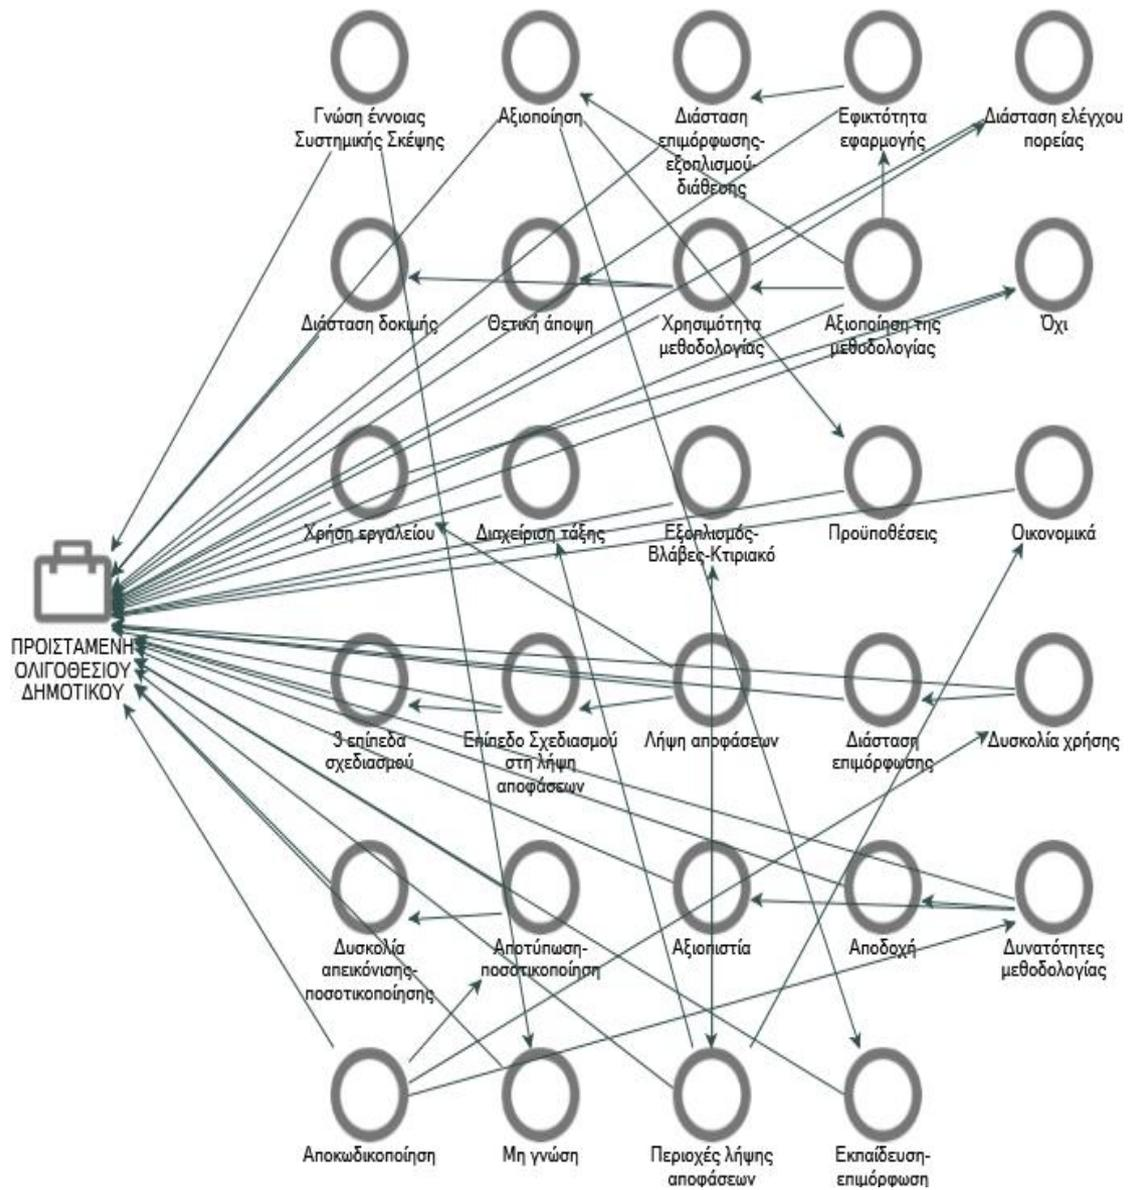 Γνώση έννοιας
Συστημικής Σκέψης
Αξιοποίηση
Διάσταση
επιμόρφωσης-
εξοπλισμού-
διάθεσης
Εφικτότητα
εφαρμογής
Διάσταση ελέγχου
πορείας
Διάσταση δοκιμής
Θετική άποψη
Χρησιμότητα
μεθοδολογίας
Αξιοποίηση της
μεθοδολογίας
Όχι
Χρήση εργαλείου
Διαχείριση τάξης
Εξοπλισμός-
Βλάβες-Κτιριακό
Προϋποθέσεις
Οικονομικά
ΠΡΟΙΣΤΑΜΕΝΗ
ΟΛΙΓΟΘΕΣΙΟΥ
ΔΗΜΟΤΙΚΟΥ
3 επίπεδα
σχεδιασμού
Επίπεδο Σχεδιασμού
στη λήψη
αποφάσεων
Λήψη αποφάσεων
Διάσταση
επιμόρφωσης
Δυσκολία χρήσης
Δυσκολία
απεικόνισης-
ποσοτικοποίησης
Αποτύπωση-
ποσοτικοποίηση
Αξιοπιστία
Αποδοχή
Δυνατότητες
μεθοδολογίας
Αποκωδικοποίηση
Μη γνώση
Περιοχές λήψης
αποφάσεων
Εκπαίδευση-
επιμόρφωση